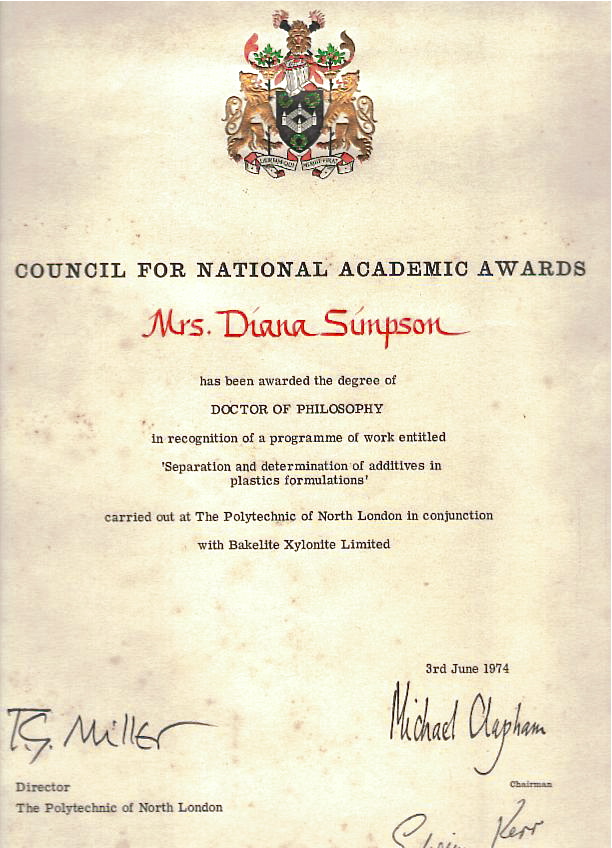 COUNCIL FOR NATIONAL ACADEMIC AWARDS
Mrs. Diana Simpson
has been awarded the degree of
DOCTOR OF PHILOSOPHY
in recognition of a programme of work entitled
'Separation and determination of additives in
plastics formulations'
carried out at The Polytechnic of North London in conjunction
with Bakelite Xylonite Limited
3rd June 1974
T.G. Miller
Michael Clapham
Director
Chairman
The Polytechnic of North London
Kerr